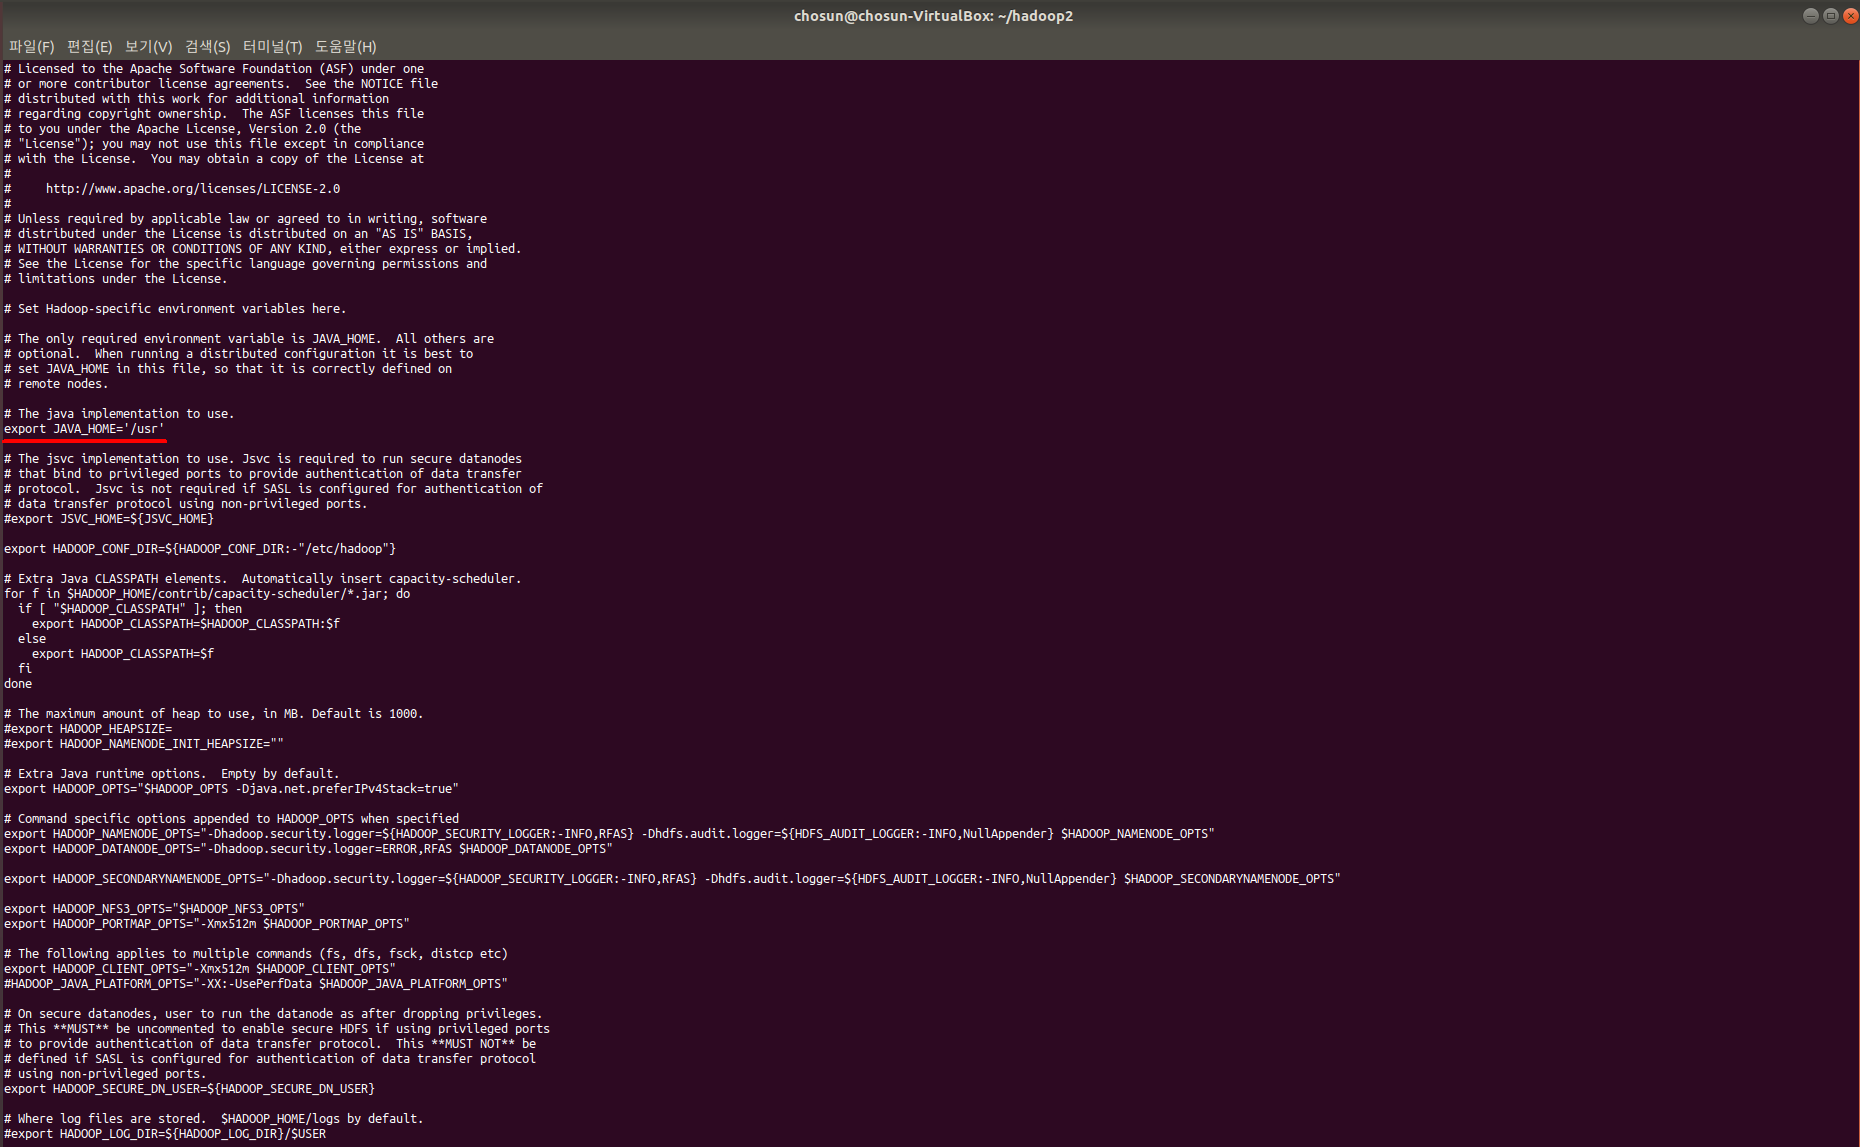 chosun@chosun-VirtualBox: ~/hadoop2
파일(F) 편집(E) 보기(V) 검색(S) 터미널(T) 도움말(H)
# Licensed to the Apache Software Foundation (ASF) under one
# or more contributor license agreements.  See the NOTICE file
# distributed with this work for additional information
# regarding copyright ownership.  The ASF licenses this file
# to you under the Apache License, Version 2.0 (the
# "License"); you may not use this file except in compliance
# with the License.  You may obtain a copy of the License at
#
#     http://www.apache.org/licenses/LICENSE-2.0
#
# Unless required by applicable law or agreed to in writing, software
# distributed under the License is distributed on an "AS IS" BASIS,
# WITHOUT WARRANTIES OR CONDITIONS OF ANY KIND, either express or implied.
# See the License for the specific language governing permissions and
# limitations under the License.

# Set Hadoop-specific environment variables here.

# The only required environment variable is JAVA_HOME.  All others are
# optional.  When running a distributed configuration it is best to
# set JAVA_HOME in this file, so that it is correctly defined on
# remote nodes.

# The java implementation to use.
export JAVA_HOME='/usr'

# The jsvc implementation to use. Jsvc is required to run secure datanodes
# that bind to privileged ports to provide authentication of data transfer
# protocol.  Jsvc is not required if SASL is configured for authentication of
# data transfer protocol using non-privileged ports.
#export JSVC_HOME=${JSVC_HOME}

export HADOOP_CONF_DIR=${HADOOP_CONF_DIR:-"/etc/hadoop"}

# Extra Java CLASSPATH elements.  Automatically insert capacity-scheduler.
for f in $HADOOP_HOME/contrib/capacity-scheduler/*.jar; do
  if [ "$HADOOP_CLASSPATH" ]; then
    export HADOOP_CLASSPATH=$HADOOP_CLASSPATH:$f
  else
    export HADOOP_CLASSPATH=$f
  fi
done

# The maximum amount of heap to use, in MB. Default is 1000.
#export HADOOP_HEAPSIZE=
#export HADOOP_NAMENODE_INIT_HEAPSIZE=""

# Extra Java runtime options.  Empty by default.
export HADOOP_OPTS="$HADOOP_OPTS -Djava.net.preferIPv4Stack=true"

# Command specific options appended to HADOOP_OPTS when specified
export HADOOP_NAMENODE_OPTS="-Dhadoop.security.logger=${HADOOP_SECURITY_LOGGER:-INFO,RFAS} -Dhdfs.audit.logger=${HDFS_AUDIT_LOGGER:-INFO,NullAppender} $HADOOP_NAMENODE_OPTS"
export HADOOP_DATANODE_OPTS="-Dhadoop.security.logger=ERROR,RFAS $HADOOP_DATANODE_OPTS"

export HADOOP_SECONDARYNAMENODE_OPTS="-Dhadoop.security.logger=${HADOOP_SECURITY_LOGGER:-INFO,RFAS} -Dhdfs.audit.logger=${HDFS_AUDIT_LOGGER:-INFO,NullAppender} $HADOOP_SECONDARYNAMENODE_OPTS"

export HADOOP_NFS3_OPTS="$HADOOP_NFS3_OPTS"
export HADOOP_PORTMAP_OPTS="-Xmx512m $HADOOP_PORTMAP_OPTS"

# The following applies to multiple commands (fs, dfs, fsck, distcp etc)
export HADOOP_CLIENT_OPTS="-Xmx512m $HADOOP_CLIENT_OPTS"
#HADOOP_JAVA_PLATFORM_OPTS="-XX:-UsePerfData $HADOOP_JAVA_PLATFORM_OPTS"

# On secure datanodes, user to run the datanode as after dropping privileges.
# This **MUST** be uncommented to enable secure HDFS if using privileged ports
# to provide authentication of data transfer protocol.  This **MUST NOT** be
# defined if SASL is configured for authentication of data transfer protocol
# using non-privileged ports.
export HADOOP_SECURE_DN_USER=${HADOOP_SECURE_DN_USER}

# Where log files are stored.  $HADOOP_HOME/logs by default.
#export HADOOP_LOG_DIR=${HADOOP_LOG_DIR}/$USER